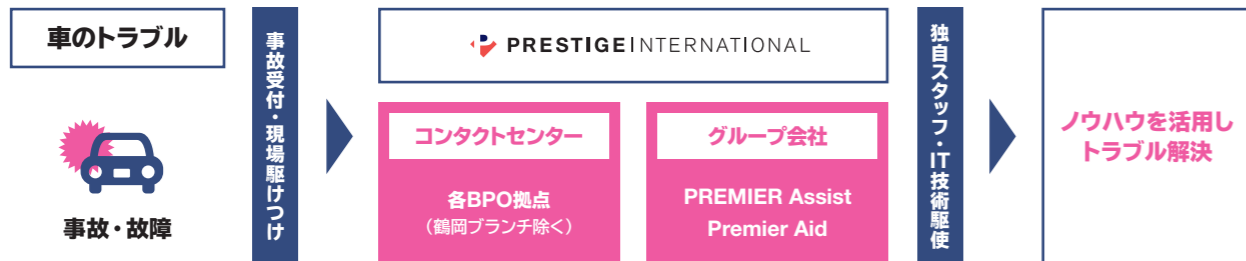 車のトラブル
事故・故障
事故受付・現場駆けつけ
PRESTIGE INTERNATIONAL
コンタクトセンター
各BPO拠点
（鶴岡ブランチ除く）
グループ会社
PREMIER Assist
Premier Aid
独自スタッフ・IT技術駆使
ノウハウを活用し
トラブル解決